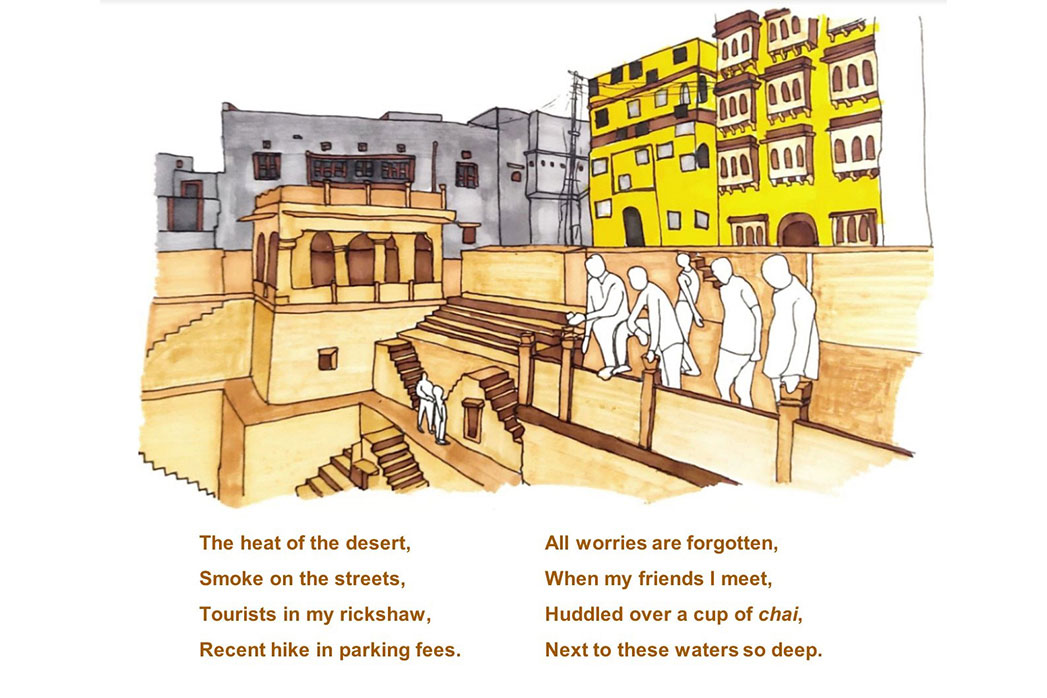 The heat of the desert,
Smoke on the streets,
Tourists in my rickshaw,
Recent hike in parking fees.
All worries are forgotten,
When my friends I meet,
Huddled over a cup of chai,
Next to these waters so deep.